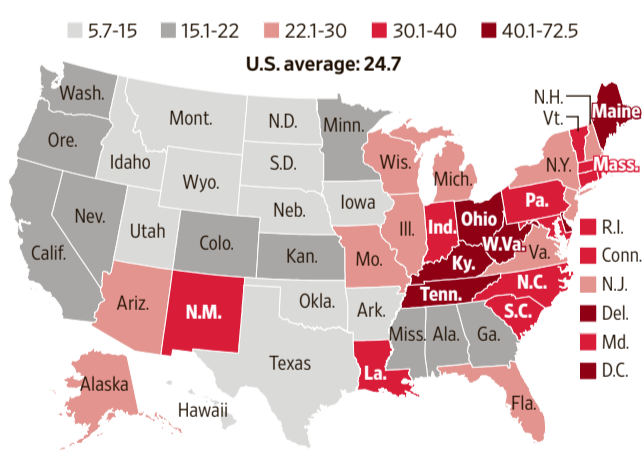 5.7-15 15.1-22 22.1-30 30.1-40 40.1-72.5
U.S. average: 24.7
N.H.
Vt.
Maine
Wash.
Mont.
N.D.
Minn.
Ore.
Idaho
S.D.
Wis.
Mich.
N.Y.
Mass.
Wyo.
Iowa
Pa.
Neb.
Nev.
Utah
Colo.
Ill.
Ind.
Ohio
R.I.
W.Va.
Va.
Conn.
Calif.
Kan.
Mo.
Ky.
N.J.
Ariz.
N.M.
Okla.
Ark.
Tenn.
N.C.
S.C.
Del.
Miss.
Ala.
Ga.
Md.
Texas
La.
D.C.
Alaska
Hawaii
Fla.